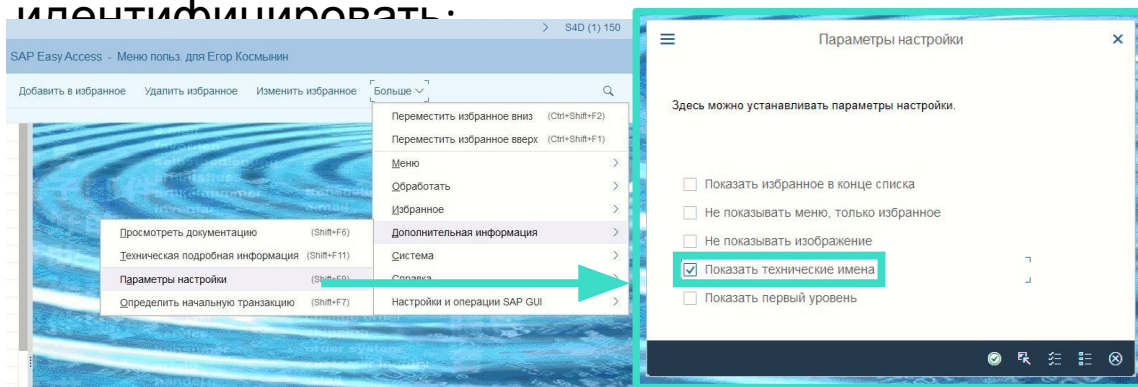 идентифицировать:
S4D (1) 150
SAP Easy Access - Меню польз. для Егор Космынин
Добавить в избранное Удалить избранное Изменить избранное Больше
Переместить избранное вниз (Ctrl+Shift+F2)
Переместить избранное вверх (Ctrl+Shift+F1)
Меню
Обработать
Избранное
Дополнительная информация
Система
Справка
Настройки и операции SAP GUI
Просмотреть документацию (Shift+F6)
Техническая подробная информация (Shift+F11)
Параметры настройки (Shift+F9)
Определить начальную транзакцию (Shift+F7)
Параметры настройки
Здесь можно устанавливать параметры настройки.
Показать избранное в конце списка
Не показывать меню, только избранное
Не показывать изображение
Показать технические имена
Показать первый уровень